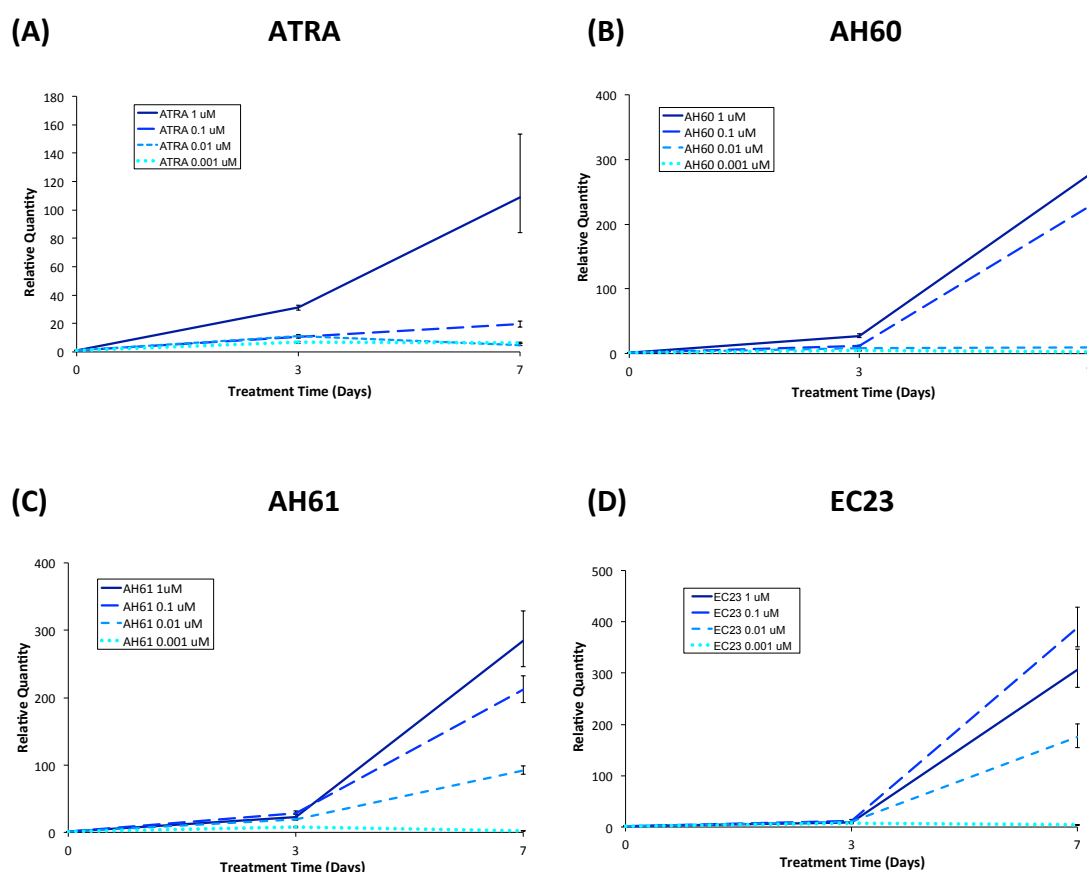 (A) ATRA
180
160
140
120
100
80
60
40
20
0
Relative Quantity
ATRA 1 uM
ATRA 0.1 uM
ATRA 0.01 uM
ATRA 0.001 uM
0 3 7
Treatment Time (Days)
(B) AH60
400
300
200
100
0
Relative Quantity
AH60 1 uM
AH60 0.1 uM
AH60 0.01 uM
AH60 0.001 uM
0 3
Treatment Time (Days)
(C) AH61
400
300
200
100
0
Relative Quantity
AH61 1uM
AH61 0.1 uM
AH61 0.01 uM
AH61 0.001 uM
0 3 7
Treatment Time (Days)
(D) EC23
500
400
300
200
100
0
Relative Quantity
EC23 1 uM
EC23 0.1 uM
EC23 0.01 uM
EC23 0.001 uM
0 3 7
Treatment Time (Days)